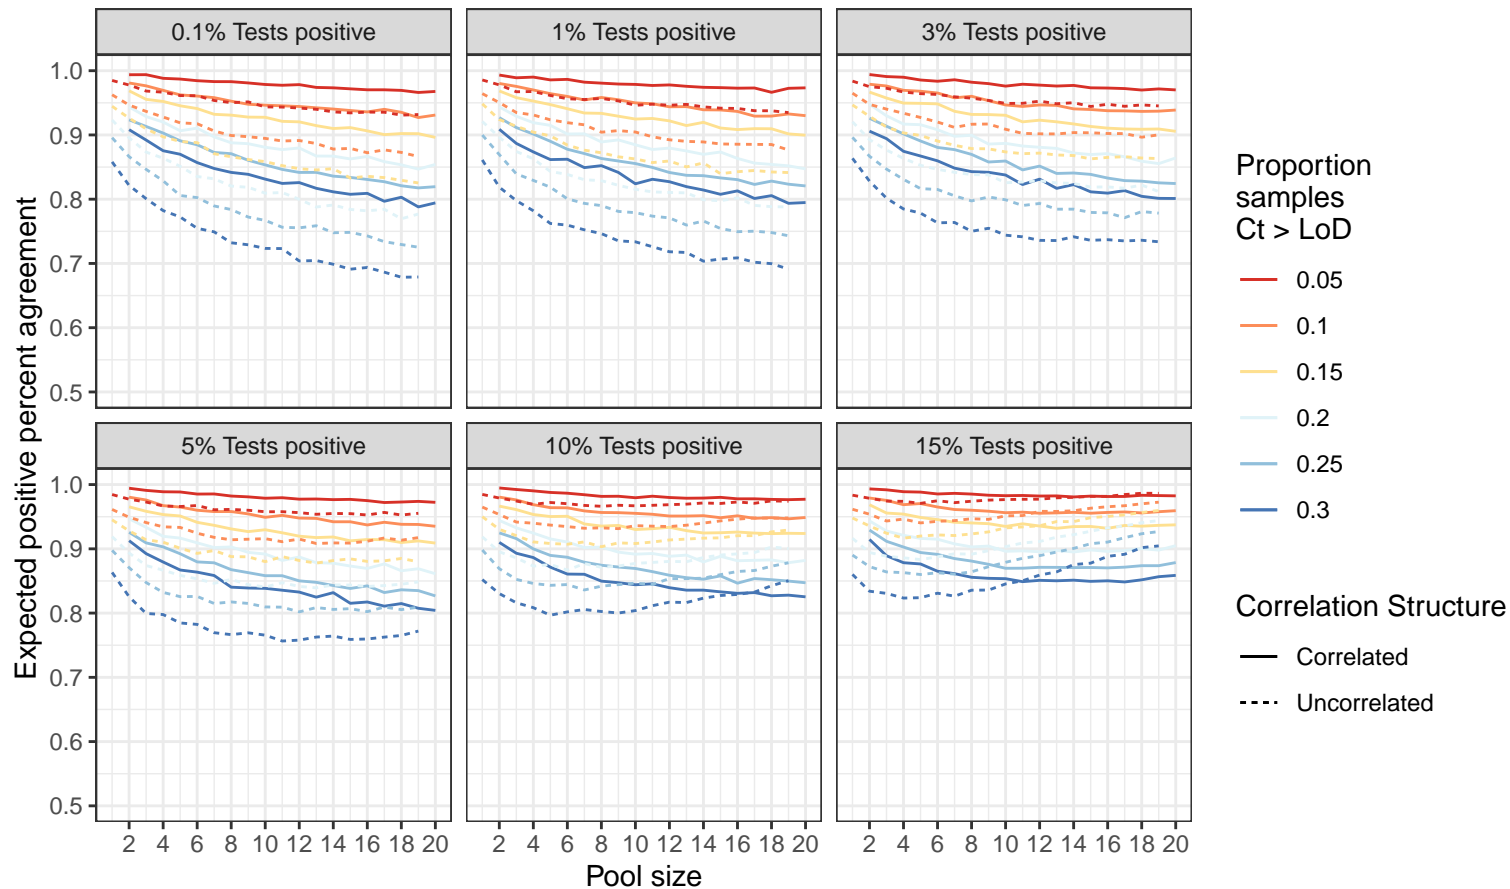 0.1% Tests positive
1% Tests positive
3% Tests positive
1.0
0.9
0.8
0.7
0.6
0.5
5% Tests positive
10% Tests positive
15% Tests positive
1.0
0.9
0.8
0.7
0.6
0.5
2 4 6 8 10 12 14 16 18 20
2 4 6 8 10 12 14 16 18 20
2 4 6 8 10 12 14 16 18 20
Pool size
Expected positive percent agreement
Proportion
samples
Ct > LoD
0.05
0.1
0.15
0.2
0.25
0.3
Correlation Structure
Correlated
Uncorrelated